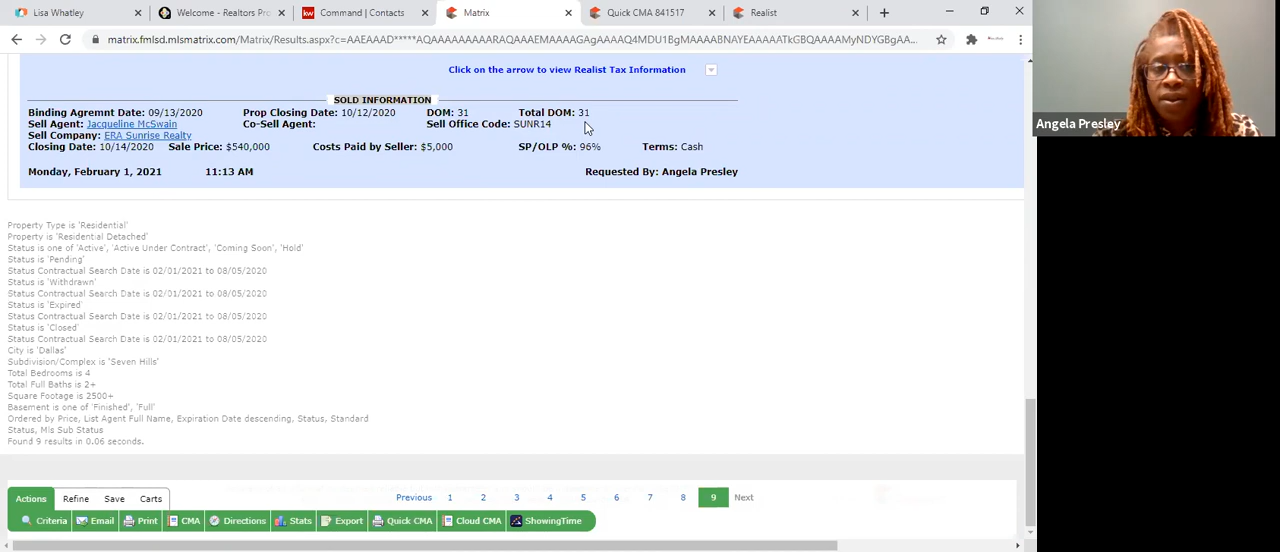 Lisa Whatley
Welcome - Realtors Pro
kw Command | Contacts
Matrix
Quick CMA 841517
Realist
matrix.fmlsd.mlsmatrix.com/Matrix/Results.aspx?c=AAEAAAD*****AQAAAAAAAAARAQAAAEMAAAAGAgAAAAQ4MDU1BgMAAAABNAYEAAAAATkGBQAAAAMyNDYGBgAA...
Angela Presley
Click on the arrow to view Realist Tax Information
SOLD INFORMATION
Binding Agremnt Date: 09/13/2020 Prop Closing Date: 10/12/2020 DOM: 31 Total DOM: 31
Sell Agent: Jacqueline McSwain Co-Sell Agent: Sell Office Code: SUNR14
Sell Company: ERA Sunrise Realty
Closing Date: 10/14/2020 Sale Price: $540,000 Costs Paid by Seller: $5,000 SP/OLP %: 96% Terms: Cash
Monday, February 1, 2021 11:13 AM Requested By: Angela Presley
Property Type is 'Residential'
Property is 'Residential Detached'
Status is one of 'Active', 'Active Under Contract', 'Coming Soon', 'Hold'
Status is 'Pending'
Status Contractual Search Date is 02/01/2021 to 08/05/2020
Status is 'Withdrawn'
Status Contractual Search Date is 02/01/2021 to 08/05/2020
Status is 'Expired'
Status Contractual Search Date is 02/01/2021 to 08/05/2020
Status is 'Closed'
Status Contractual Search Date is 02/01/2021 to 08/05/2020
City is 'Dallas'
Subdivision/Complex is 'Seven Hills'
Total Bedrooms is 4
Total Full Baths is 2+
Square Footage is 2500+
Basement is one of 'Finished', 'Full'
Ordered by Price, List Agent Full Name, Expiration Date descending, Status, Standard
Status, Mls Sub Status
Found 9 results in 0.06 seconds.
Actions Refine Save Carts Previous 1 2 3 4 5 6 7 8 9 Next
Criteria Email Print CMA Directions Stats Export Quick CMA Cloud CMA ShowingTime